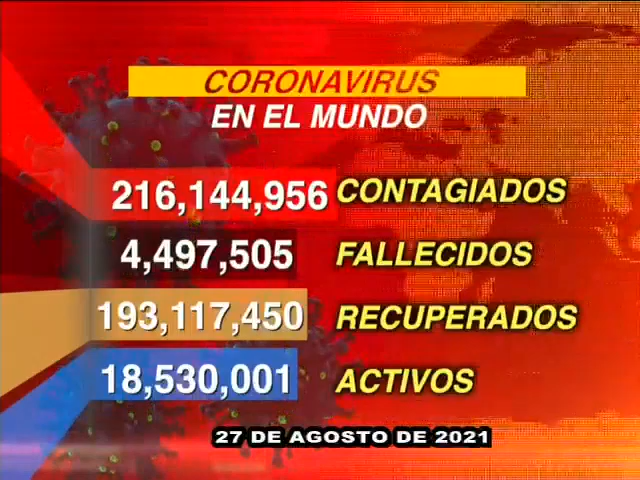 CORONAVIRUS
EN EL MUNDO
216,144,956 CONTAGIADOS
4,497,505 FALLECIDOS
193,117,450 RECUPERADOS
18,530,001 ACTIVOS
27 DE AGOSTO DE 2021